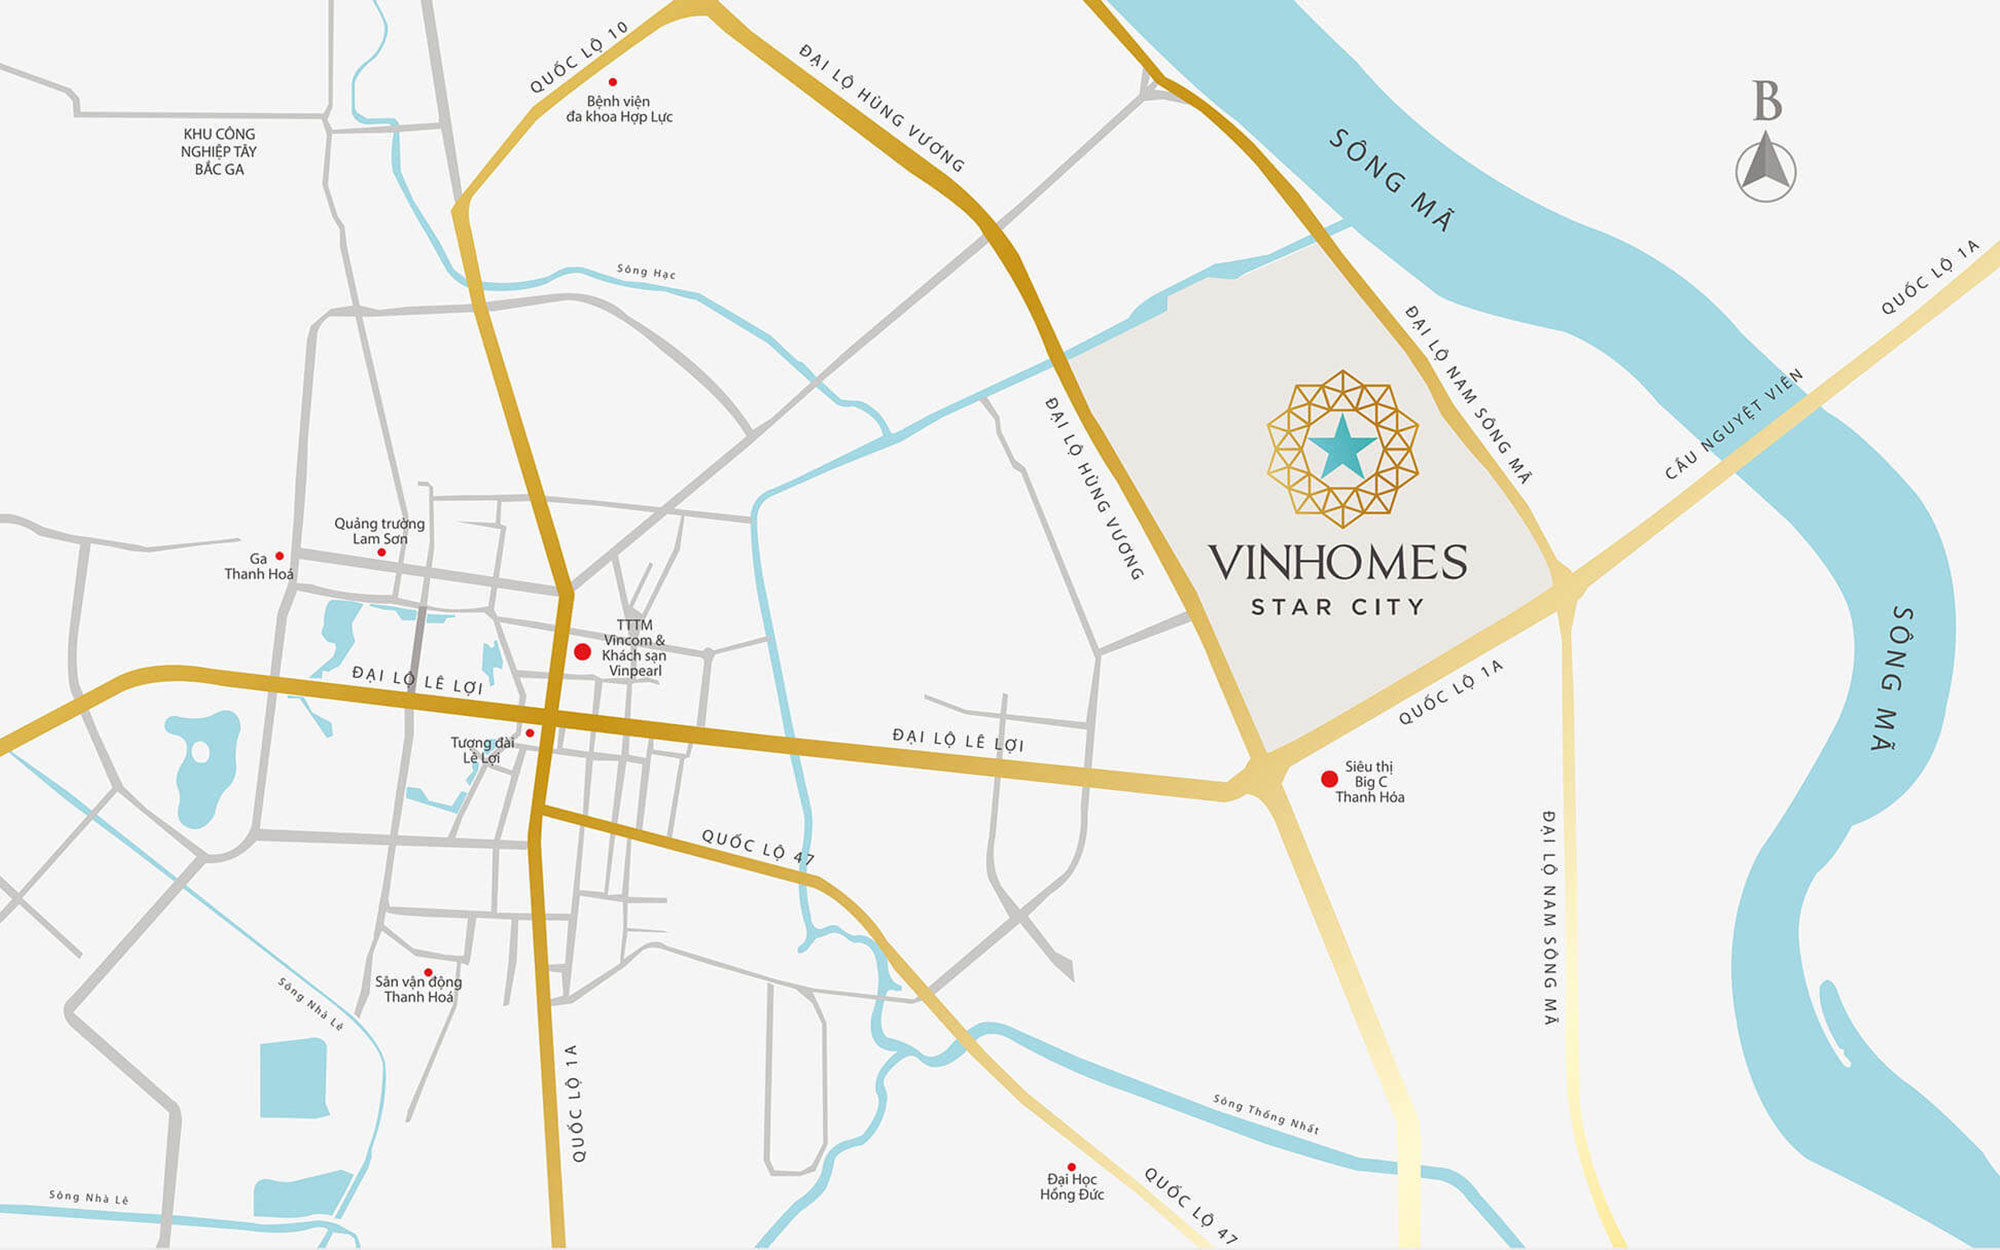 QUỐC LỘ 10
Bệnh viện
đa khoa Hợp Lực
ĐẠI LỘ HÙNG VƯƠNG
B
SÔNG MÃ
KHU CÔNG
NGHIỆP TÂY
BẮC GA
QUỐC LỘ 1A
Sông Hạc
ĐẠI LỘ NAM SÔNG MÃ
CẦU NGUYỆT VIÊN
ĐẠI LỘ HÙNG VƯƠNG
VINHOMES
STAR CITY
Quảng trường
Lam Sơn
Ga
Thanh Hoá
TTTM
Vincom &
Khách sạn
Vinpearl
SÔNG MÃ
ĐẠI LỘ LÊ LỢI
QUỐC LỘ 1A
ĐẠI LỘ LÊ LỢI
Tượng đài
Lê Lợi
Siêu thị
Big C
Thanh Hóa
QUỐC LỘ 47
ĐẠI LỘ NAM SÔNG MÃ
Sân vận động
Thanh Hoá
Sông Nhà Lê
QUỐC LỘ 1A
Sông Thống Nhất
Đại Học
Hồng Đức
QUỐC LỘ 47
Sông Nhà Lê